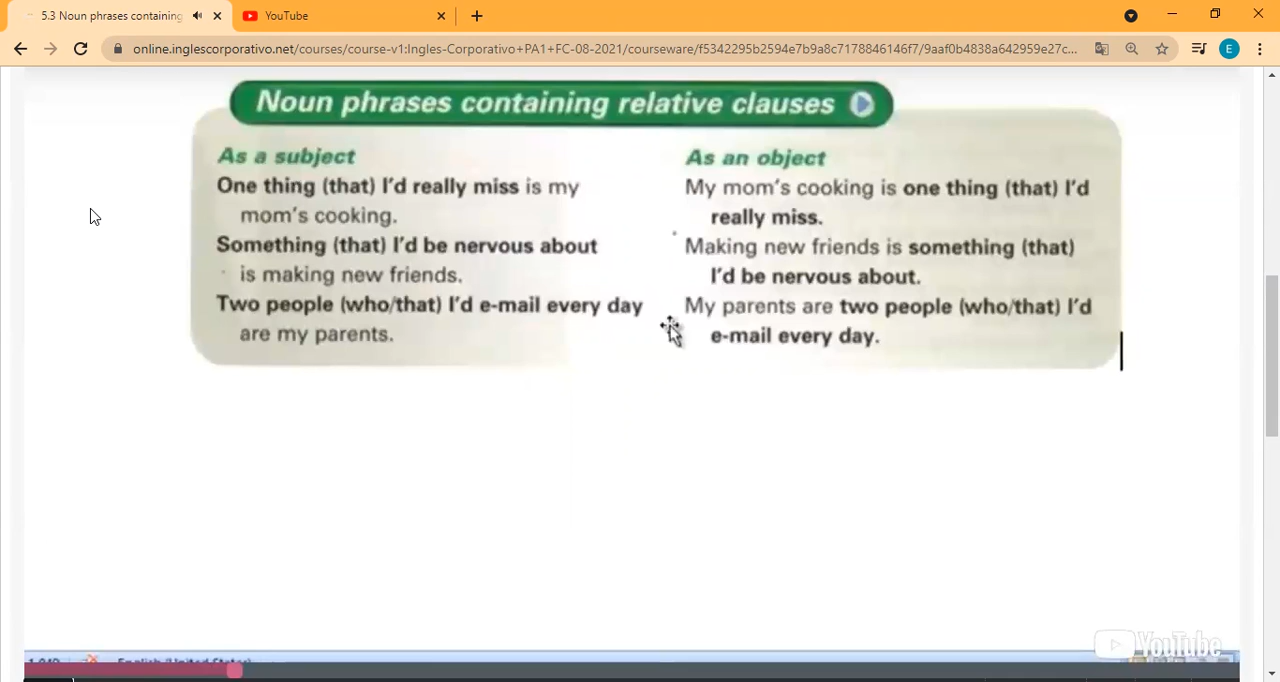 5.3 Noun phrases containing
YouTube
online.inglescorporativo.net/courses/course-v1:Ingles-Corporativo+PA1+FC-08-2021/courseware/f5342295b2594e7b9a8c7178846146f7/9aaf0b4838a642959e27c...
E
Noun phrases containing relative clauses
As a subject
One thing (that) I'd really miss is my
mom's cooking.
Something (that) I'd be nervous about
is making new friends.
Two people (who/that) I'd e-mail every day
are my parents.
As an object
My mom's cooking is one thing (that) I'd
really miss.
Making new friends is something (that)
I'd be nervous about.
My parents are two people (who/that) I'd
e-mail every day.
YouTube
English (United States)